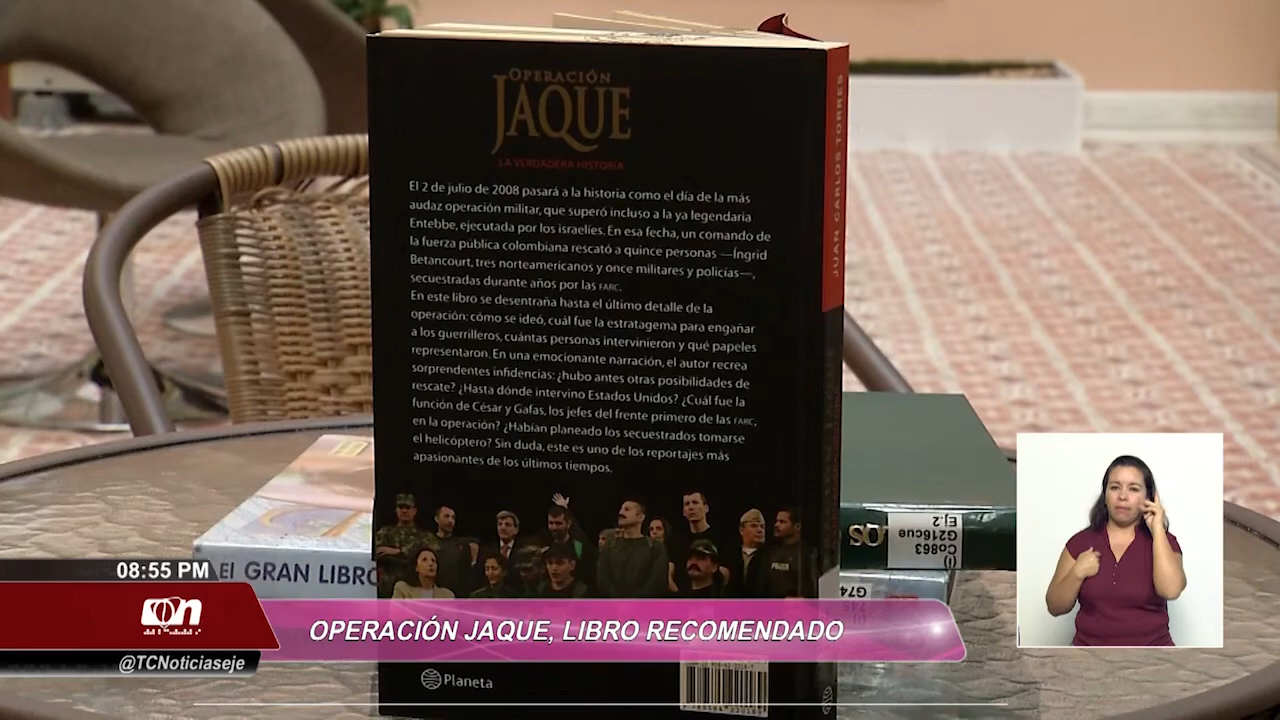 OPERACIÓN
JAQUE
LA VERDADERA HISTORIA
El 2 de julio de 2008 pasará a la historia como el día de la más
audaz operación militar, que superó incluso a la ya legendaria
Entebbe, ejecutada por los israelíes. En esa fecha, un comando de
la fuerza pública colombiana rescató a quince personas —Íngrid
Betancourt, tres norteamericanos y once militares y policías—,
secuestradas durante años por las FARC.
En este libro se desentraña hasta el último detalle de la
operación: cómo se ideó, cuál fue la estratagema para engañar
a los guerrilleros, cuántas personas intervinieron y qué papeles
representaron. En una emocionante narración, el autor recrea
sorprendentes infidencias: ¿hubo antes otras posibilidades de
rescate? ¿Hasta dónde intervino Estados Unidos? ¿Cuál fue la
función de César y Gafas, los jefes del frente primero de las FARC,
en la operación? ¿Habían planeado los secuestrados tomarse
el helicóptero? Sin duda, este es uno de los reportajes más
apasionantes de los últimos tiempos.
JUAN CARLOS TORRES
POLICIA
Planeta
El GRAN LIBRO
(I)
Co863
G216cue
Ej.2
G74
08:55 PM
on
OPERACIÓN JAQUE, LIBRO RECOMENDADO
@TCNoticiaseje